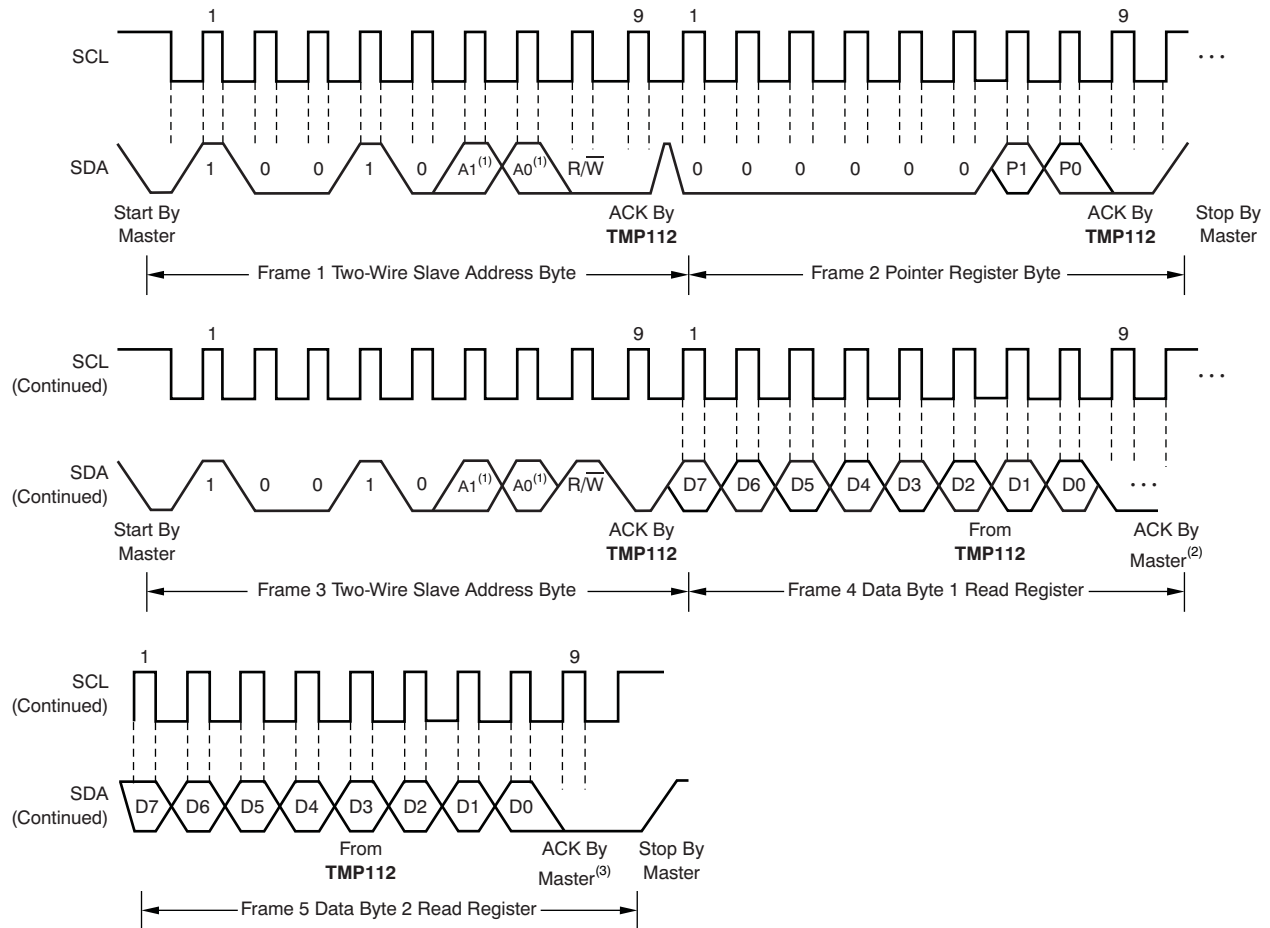 1 9 1 9
SCL ...
SDA 1 0 0 1 0 A1(1) A0(1) R/W 0 0 0 0 0 0 P1 P0
Start By Master ACK By TMP112 ACK By TMP112 Stop By Master
Frame 1 Two-Wire Slave Address Byte Frame 2 Pointer Register Byte
1 9 1 9
SCL (Continued) ...
SDA (Continued) 1 0 0 1 0 A1(1) A0(1) R/W D7 D6 D5 D4 D3 D2 D1 D0 ...
Start By Master ACK By TMP112 From TMP112 ACK By Master(2)
Frame 3 Two-Wire Slave Address Byte Frame 4 Data Byte 1 Read Register
1 9
SCL (Continued)
SDA (Continued) D7 D6 D5 D4 D3 D2 D1 D0
From TMP112 ACK By Master(3) Stop By Master
Frame 5 Data Byte 2 Read Register